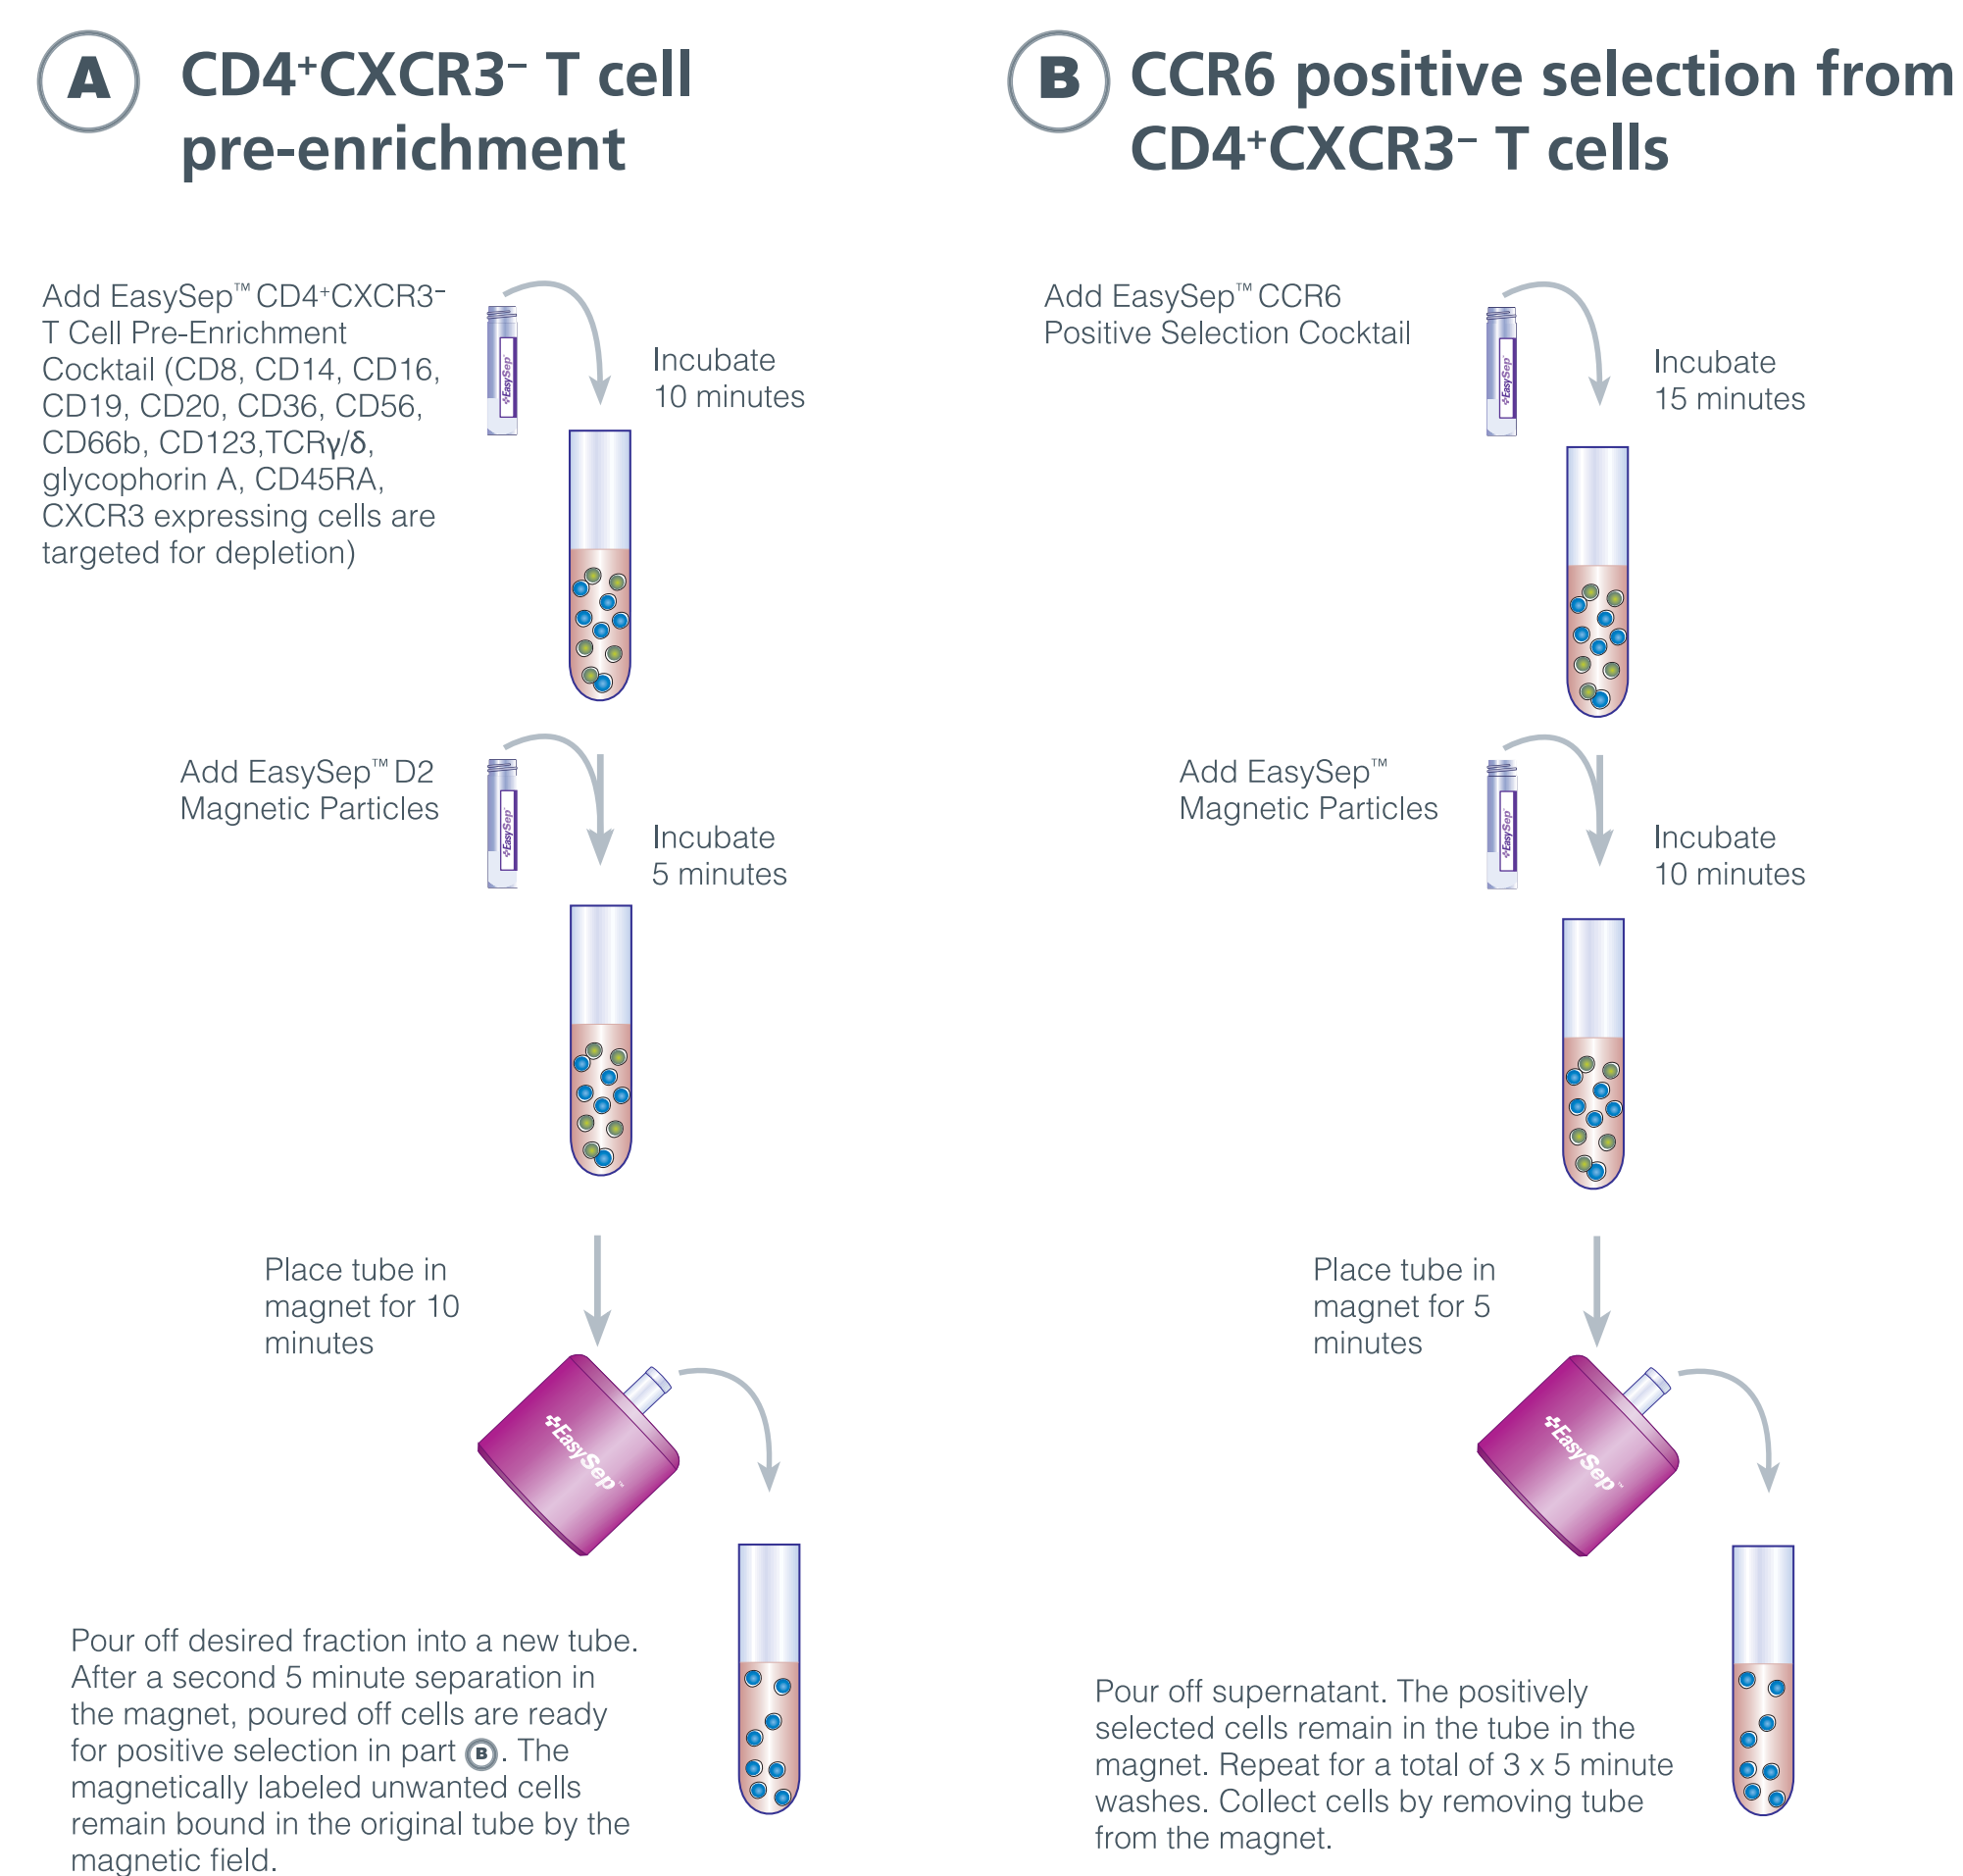 A
CD4⁺CXCR3⁻ T cell
pre-enrichment
Add EasySep™ CD4⁺CXCR3⁻
T Cell Pre-Enrichment
Cocktail (CD8, CD14, CD16,
CD19, CD20, CD36, CD56,
CD66b, CD123,TCRγ/δ,
glycophorin A, CD45RA,
CXCR3 expressing cells are
targeted for depletion)
EasySep
Incubate
10 minutes
Add EasySep™ D2
Magnetic Particles
EasySep
Incubate
5 minutes
Place tube in
magnet for 10
minutes
EasySep™
Pour off desired fraction into a new tube.
After a second 5 minute separation in
the magnet, poured off cells are ready
for positive selection in part B. The
magnetically labeled unwanted cells
remain bound in the original tube by the
magnetic field.
B
CCR6 positive selection from
CD4⁺CXCR3⁻ T cells
Add EasySep™ CCR6
Positive Selection Cocktail
EasySep
Incubate
15 minutes
Add EasySep™
Magnetic Particles
EasySep
Incubate
10 minutes
Place tube in
magnet for 5
minutes
EasySep™
Pour off supernatant. The positively
selected cells remain in the tube in the
magnet. Repeat for a total of 3 x 5 minute
washes. Collect cells by removing tube
from the magnet.